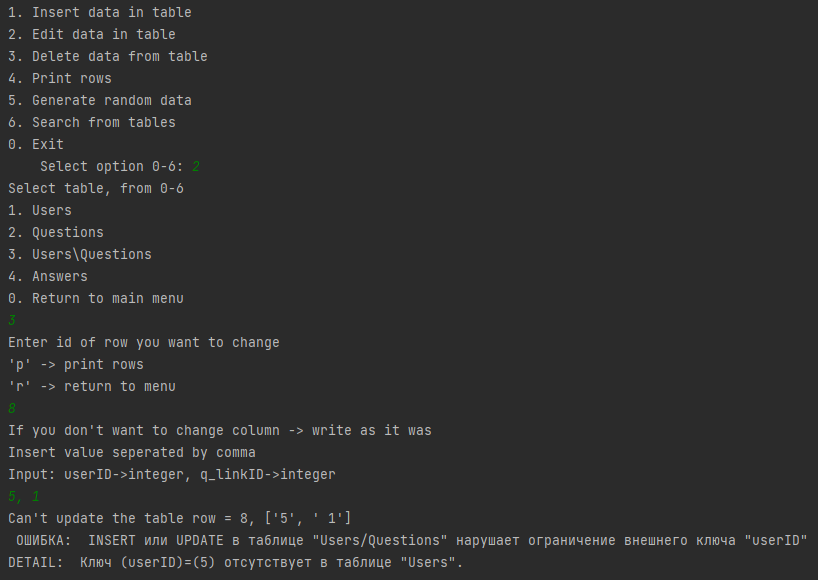 1. Insert data in table
2. Edit data in table
3. Delete data from table
4. Print rows
5. Generate random data
6. Search from tables
0. Exit
    Select option 0-6: 2
Select table, from 0-6
1. Users
2. Questions
3. Users\Questions
4. Answers
0. Return to main menu
3
Enter id of row you want to change
'p' -> print rows
'r' -> return to menu
8
If you don't want to change column -> write as it was
Insert value seperated by comma
Input: userID->integer, q_linkID->integer
5, 1
Can't update the table row = 8, ['5', ' 1']
 ОШИБКА:  INSERT или UPDATE в таблице "Users/Questions" нарушает ограничение внешнего ключа "userID"
DETAIL:  Ключ (userID)=(5) отсутствует в таблице "Users".